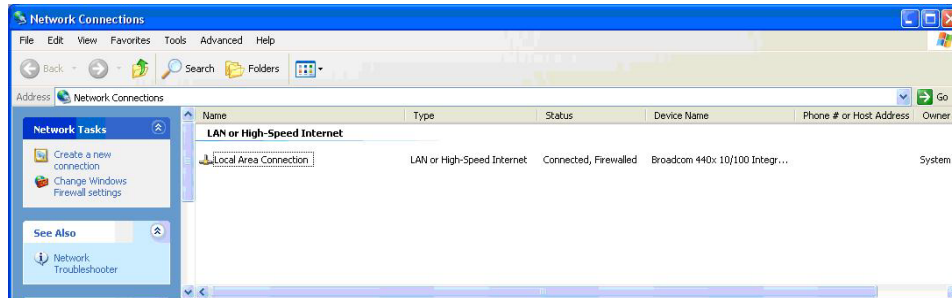 Network Connections
File Edit View Favorites Tools Advanced Help
Back Search Folders
Address Network Connections Go
Name Type Status Device Name Phone # or Host Address Owner
Network Tasks
LAN or High-Speed Internet
Create a new
connection
Local Area Connection LAN or High-Speed Internet Connected, Firewalled Broadcom 440x 10/100 Integr... System
Change Windows
Firewall settings
See Also
Network
Troubleshooter